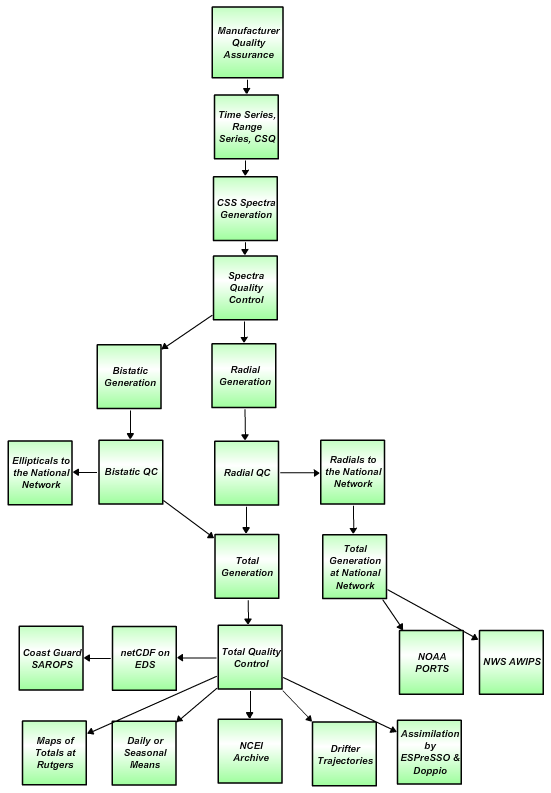 Manufacturer
Quality
Assurance
Time Series,
Range
Series, CSQ
CSS Spectra
Generation
Spectra
Quality
Control
Bistatic
Generation
Radial
Generation
Ellipticals to
the National
Network
Bistatic QC
Radial QC
Radials to
the National
Network
Total
Generation
Total
Generation
at National
Network
Coast Guard
SAROPS
netCDF on
EDS
Total Quality
Control
NOAA
PORTS
NWS AWIPS
Maps of
Totals at
Rutgers
Daily or
Seasonal
Means
NCEI
Archive
Drifter
Trajectories
Assimilation
by
ESPreSSO &
Doppio